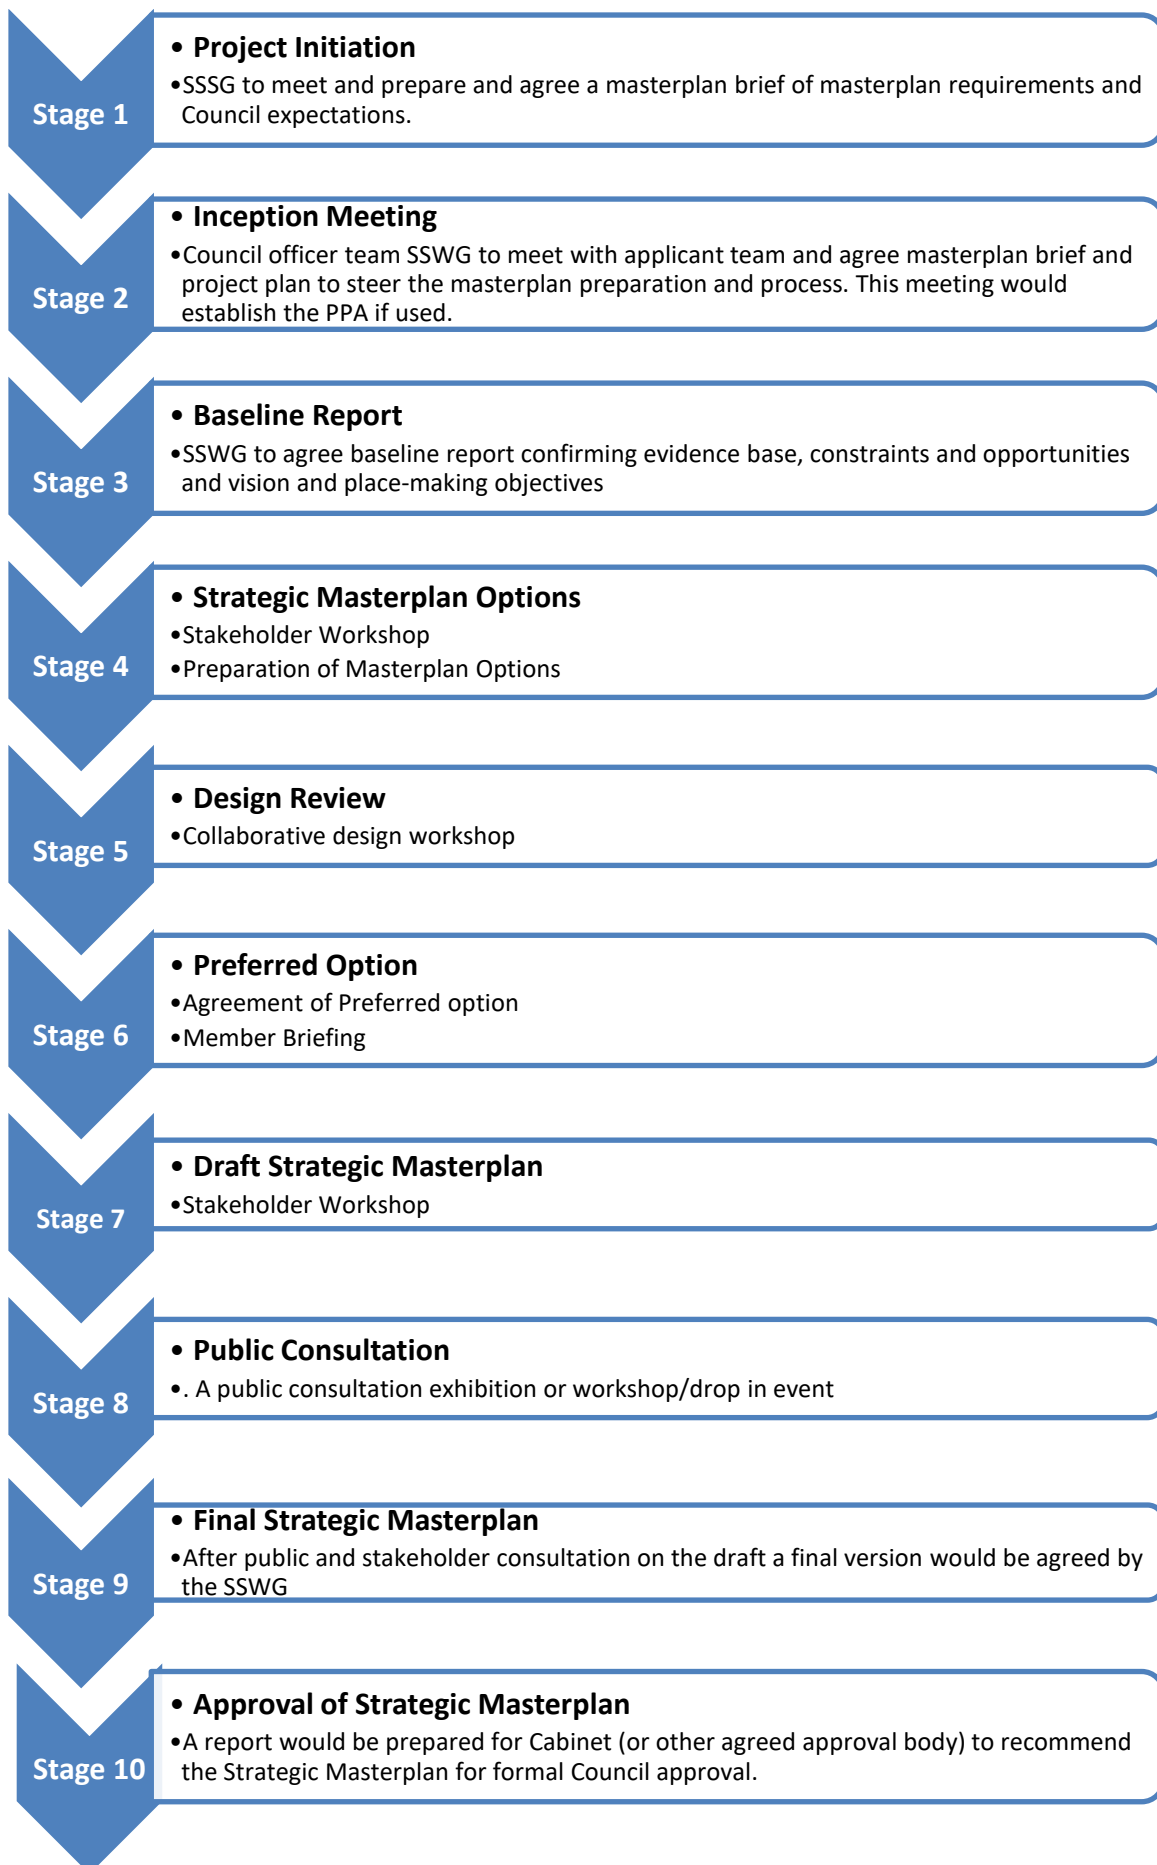 Stage 1
• Project Initiation
•SSSG to meet and prepare and agree a masterplan brief of masterplan requirements and
Council expectations.
Stage 2
• Inception Meeting
•Council officer team SSWG to meet with applicant team and agree masterplan brief and
project plan to steer the masterplan preparation and process. This meeting would
establish the PPA if used.
Stage 3
• Baseline Report
•SSWG to agree baseline report confirming evidence base, constraints and opportunities
and vision and place-making objectives
Stage 4
• Strategic Masterplan Options
•Stakeholder Workshop
•Preparation of Masterplan Options
Stage 5
• Design Review
•Collaborative design workshop
Stage 6
• Preferred Option
•Agreement of Preferred option
•Member Briefing
Stage 7
• Draft Strategic Masterplan
•Stakeholder Workshop
Stage 8
• Public Consultation
•. A public consultation exhibition or workshop/drop in event
Stage 9
• Final Strategic Masterplan
•After public and stakeholder consultation on the draft a final version would be agreed by
the SSWG
Stage 10
• Approval of Strategic Masterplan
•A report would be prepared for Cabinet (or other agreed approval body) to recommend
the Strategic Masterplan for formal Council approval.